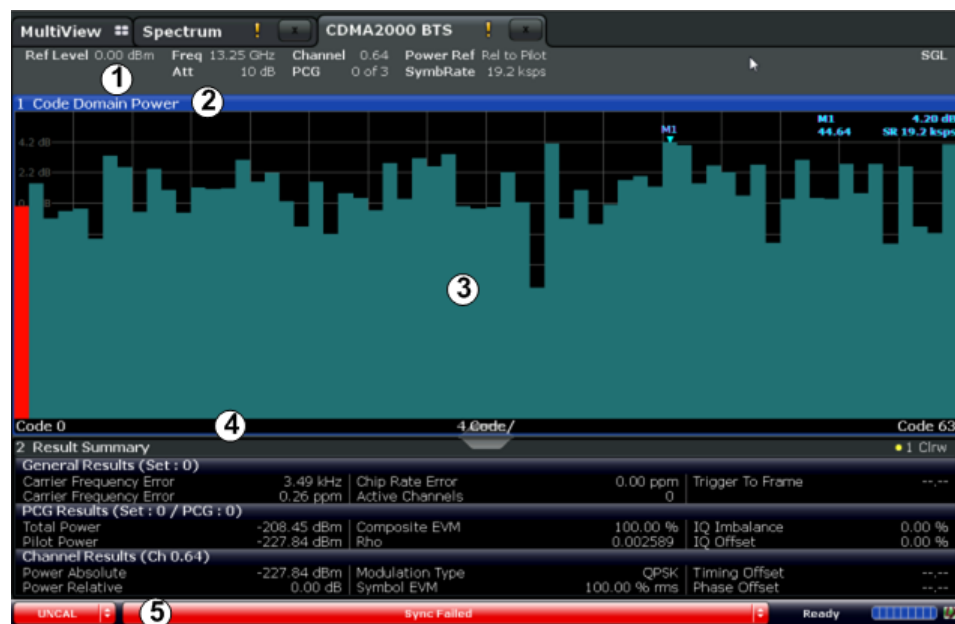 MultiView Spectrum ! x CDMA2000 BTS ! x
Ref Level 0.00 dBm Freq 13.25 GHz Channel 0.64 Power Ref Rel to Pilot SGL
1 Att 10 dB PCG 0 of 3 SymbRate 19.2 ksps
1 Code Domain Power 2
M1 4.20 dB
M1 44.64 SR 19.2 ksps
4.2 dB
2.2 dB
3
Code 0 4 4.Code/ Code 63
2 Result Summary 1 Clrw
General Results (Set : 0)
Carrier Frequency Error 3.49 kHz Chip Rate Error 0.00 ppm Trigger To Frame --.--
Carrier Frequency Error 0.26 ppm Active Channels 0
PCG Results (Set : 0 / PCG : 0)
Total Power -208.45 dBm Composite EVM 100.00 % IQ Imbalance 0.00 %
Pilot Power -227.84 dBm Rho 0.002589 IQ Offset 0.00 %
Channel Results (Ch 0.64)
Power Absolute -227.84 dBm Modulation Type QPSK Timing Offset --.--
Power Relative 0.00 dB Symbol EVM 100.00 % rms Phase Offset --.--
UNCAL 5 Sync Failed Ready